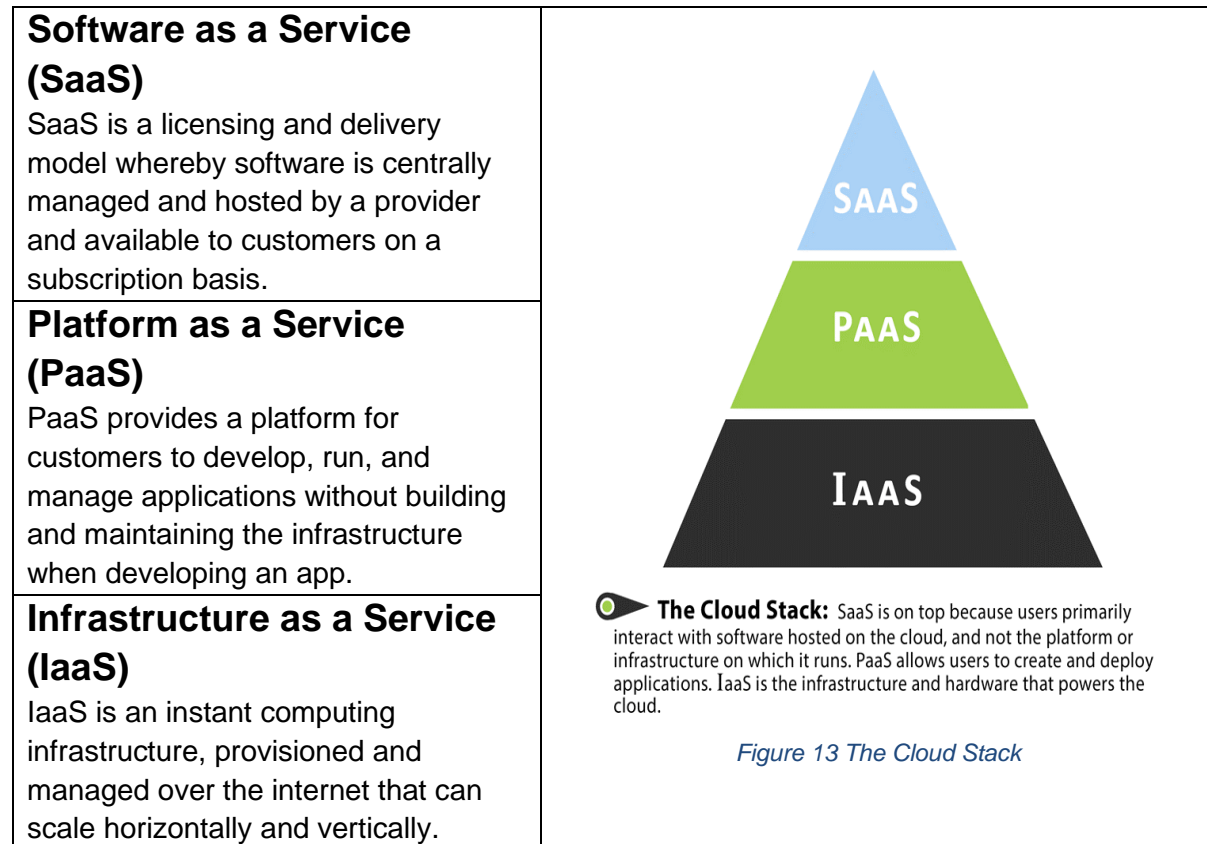 Software as a Service
(SaaS)
SaaS is a licensing and delivery
model whereby software is centrally
managed and hosted by a provider
and available to customers on a
subscription basis.
Platform as a Service
(PaaS)
PaaS provides a platform for
customers to develop, run, and
manage applications without building
and maintaining the infrastructure
when developing an app.
Infrastructure as a Service
(IaaS)
IaaS is an instant computing
infrastructure, provisioned and
managed over the internet that can
scale horizontally and vertically.
SAAS
PAAS
IAAS
The Cloud Stack: SaaS is on top because users primarily
interact with software hosted on the cloud, and not the platform or
infrastructure on which it runs. PaaS allows users to create and deploy
applications. IaaS is the infrastructure and hardware that powers the
cloud.
Figure 13 The Cloud Stack